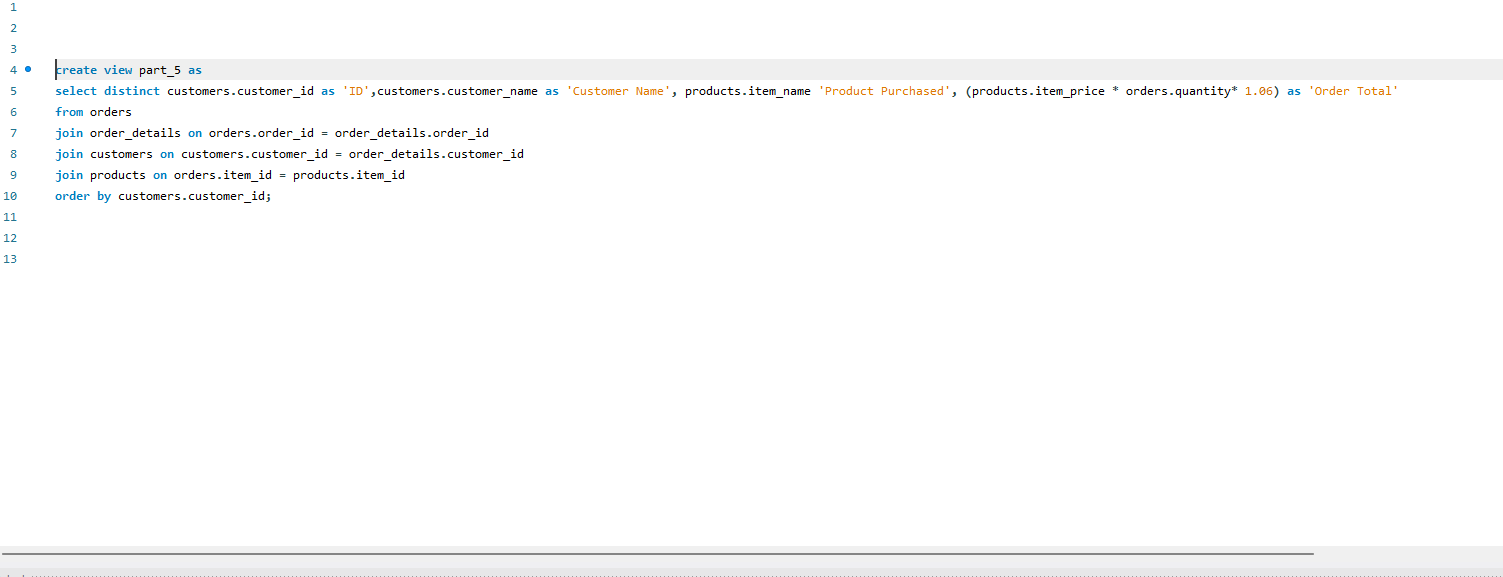 1
2
3
4 create view part_5 as
5 select distinct customers.customer_id as 'ID',customers.customer_name as 'Customer Name', products.item_name 'Product Purchased', (products.item_price * orders.quantity* 1.06) as 'Order Total'
6 from orders
7 join order_details on orders.order_id = order_details.order_id
8 join customers on customers.customer_id = order_details.customer_id
9 join products on orders.item_id = products.item_id
10 order by customers.customer_id;
11
12
13